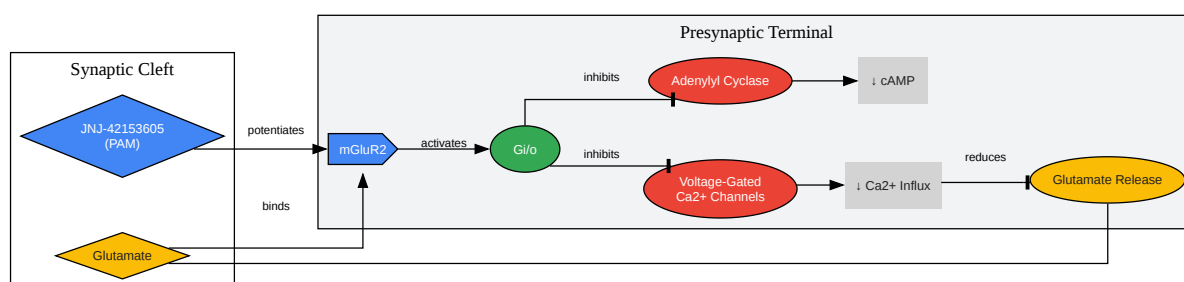 Presynaptic Terminal
Synaptic Cleft
JNJ-42153605
(PAM)
potentiates
mGluR2
activates
Gi/o
inhibits
Adenylyl Cyclase
↓ cAMP
inhibits
Voltage-Gated
Ca2+ Channels
↓ Ca2+ Influx
reduces
Glutamate Release
binds
Glutamate